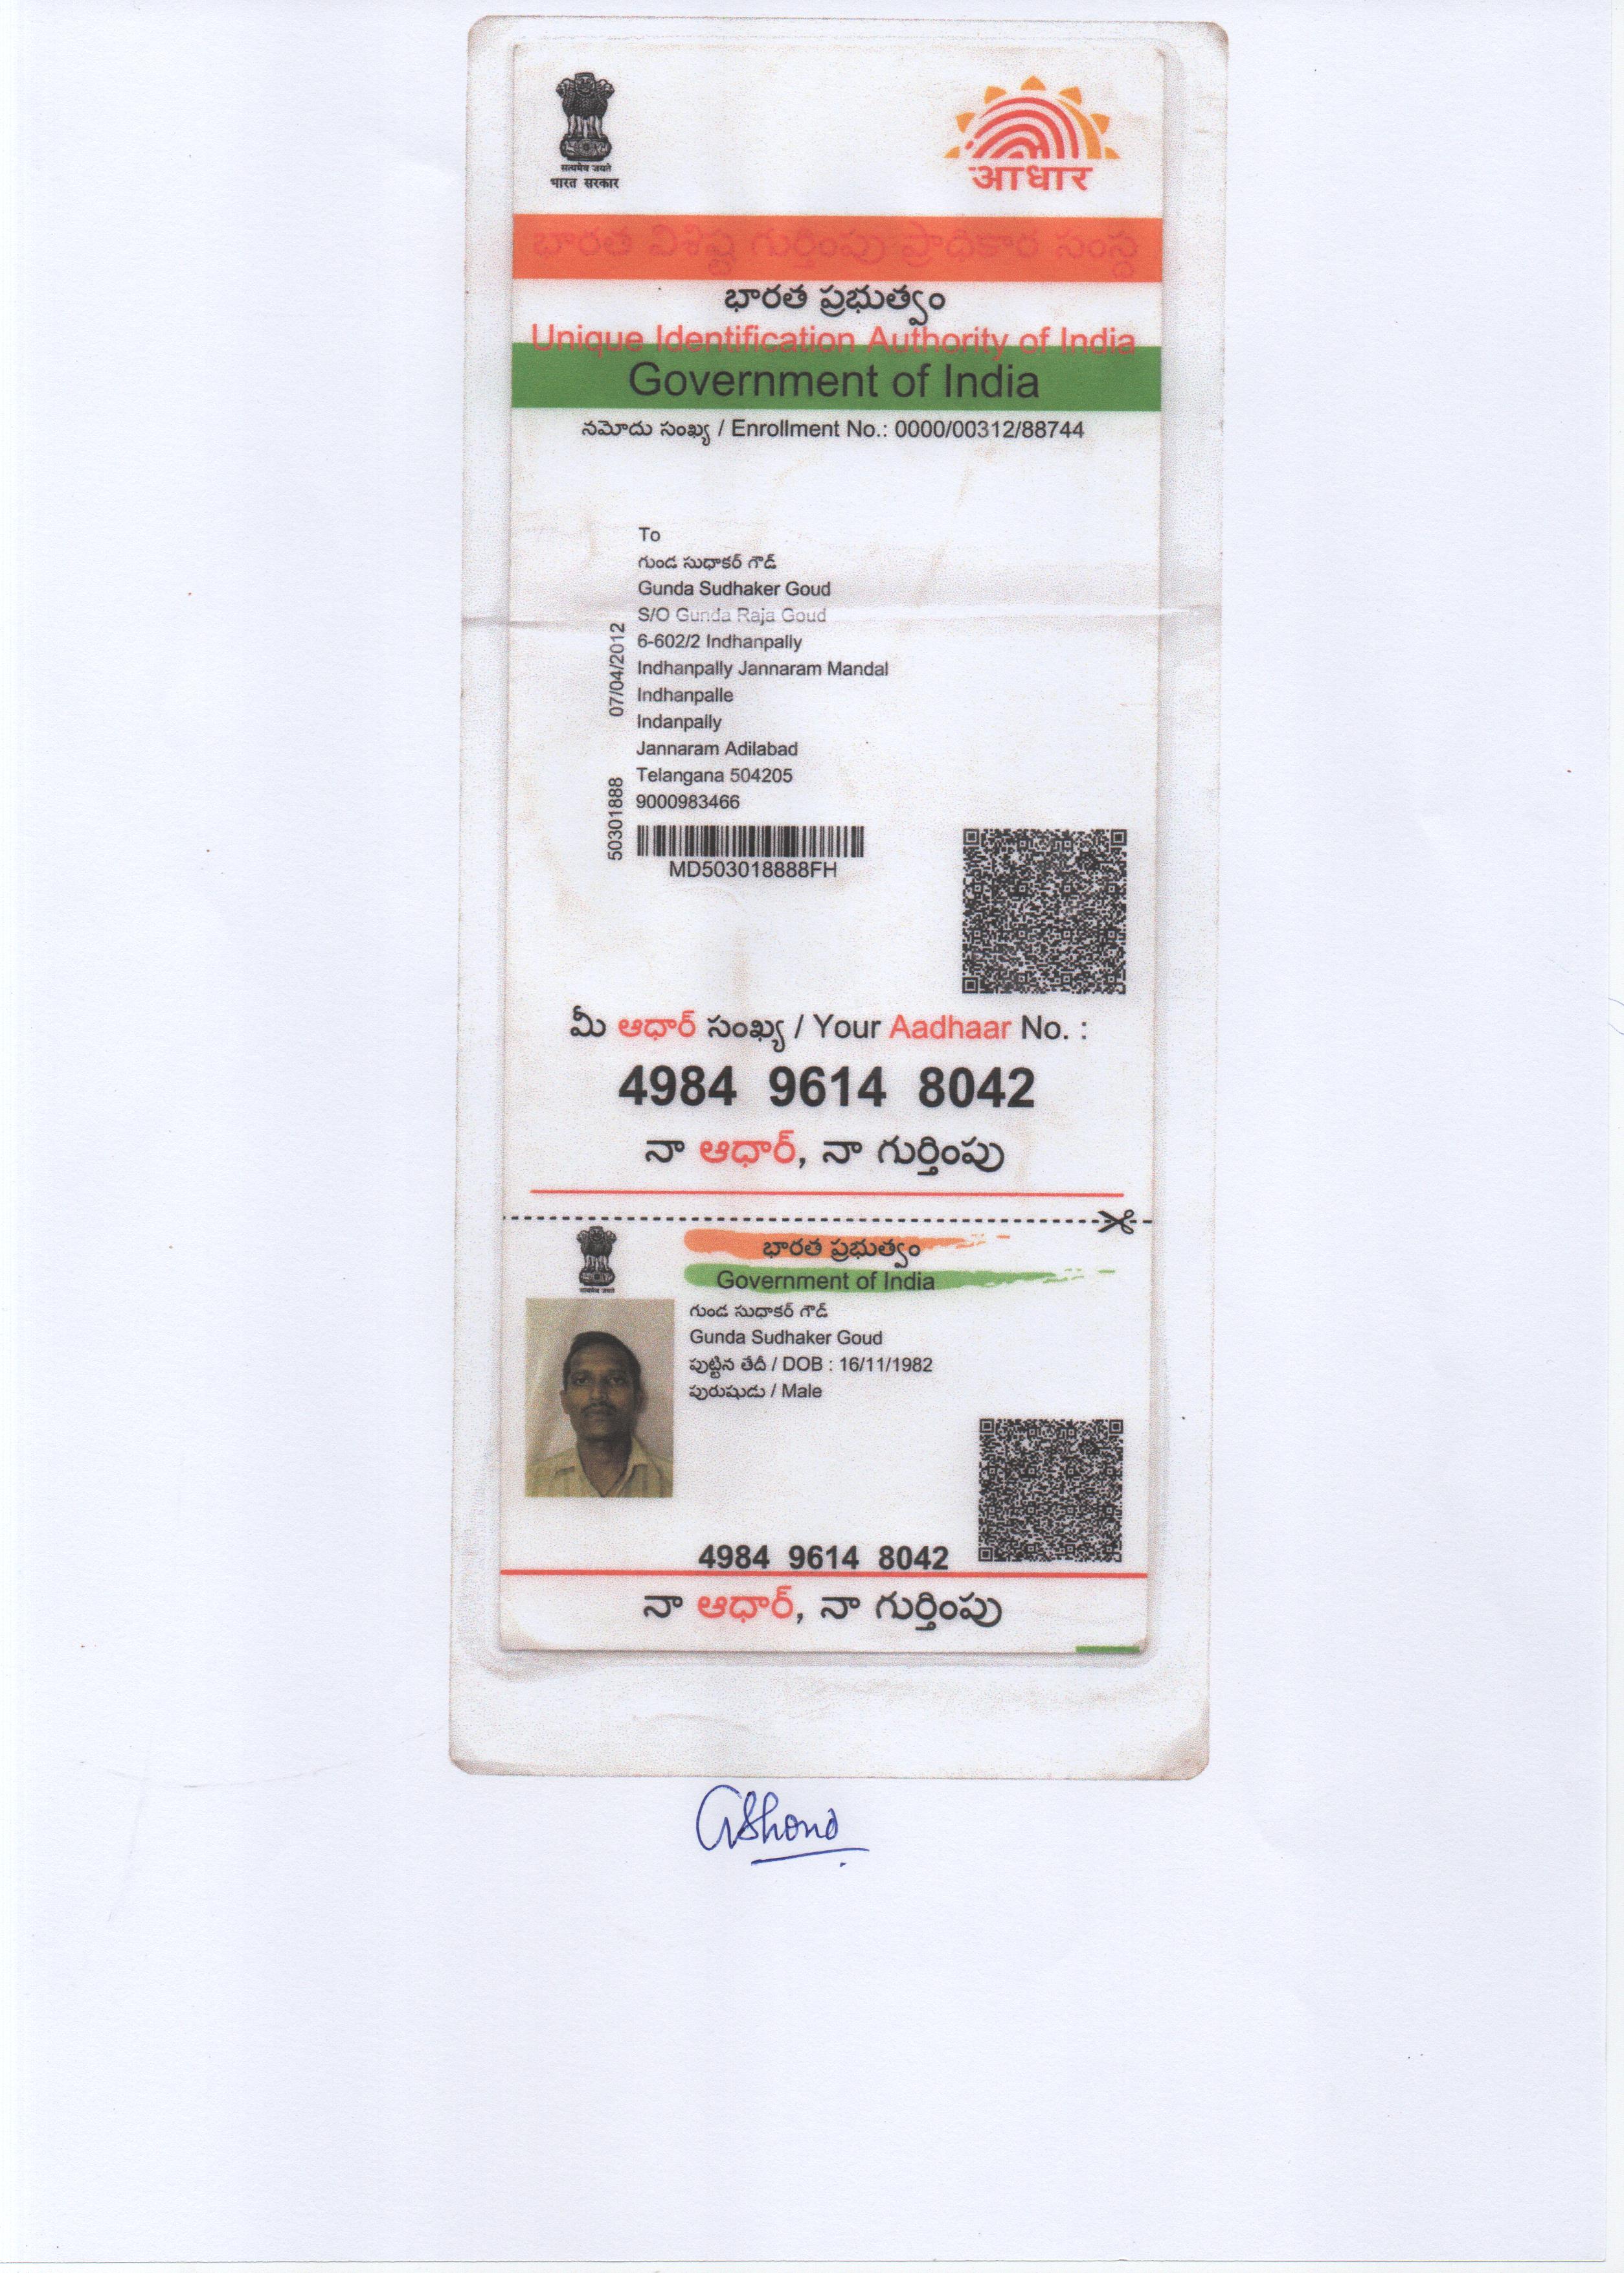 सत्यमेव जयते
भारत सरकार
आधार
భారత విశిష్ట గుర్తింపు ప్రాధికార సంస్థ
భారత ప్రభుత్వం
Unique Identification Authority of India
Government of India
నమోదు సంఖ్య / Enrollment No.: 0000/00312/88744
To
గుండ సుధాకర్ గౌడ్
Gunda Sudhaker Goud
S/O Gunda Raja Goud
6-602/2 Indhanpally
Indhanpally Jannaram Mandal
Indhanpalle
Indanpally
Jannaram Adilabad
Telangana 504205
9000983466
07/04/2012
50301888
MD503018888FH
మీ ఆధార్ సంఖ్య / Your Aadhaar No. :
4984 9614 8042
నా ఆధార్, నా గుర్తింపు
భారత ప్రభుత్వం
Government of India
सत्यमेव जयते
గుండ సుధాకర్ గౌడ్
Gunda Sudhaker Goud
పుట్టిన తేదీ / DOB : 16/11/1982
పురుషుడు / Male
4984 9614 8042
నా ఆధార్, నా గుర్తింపు